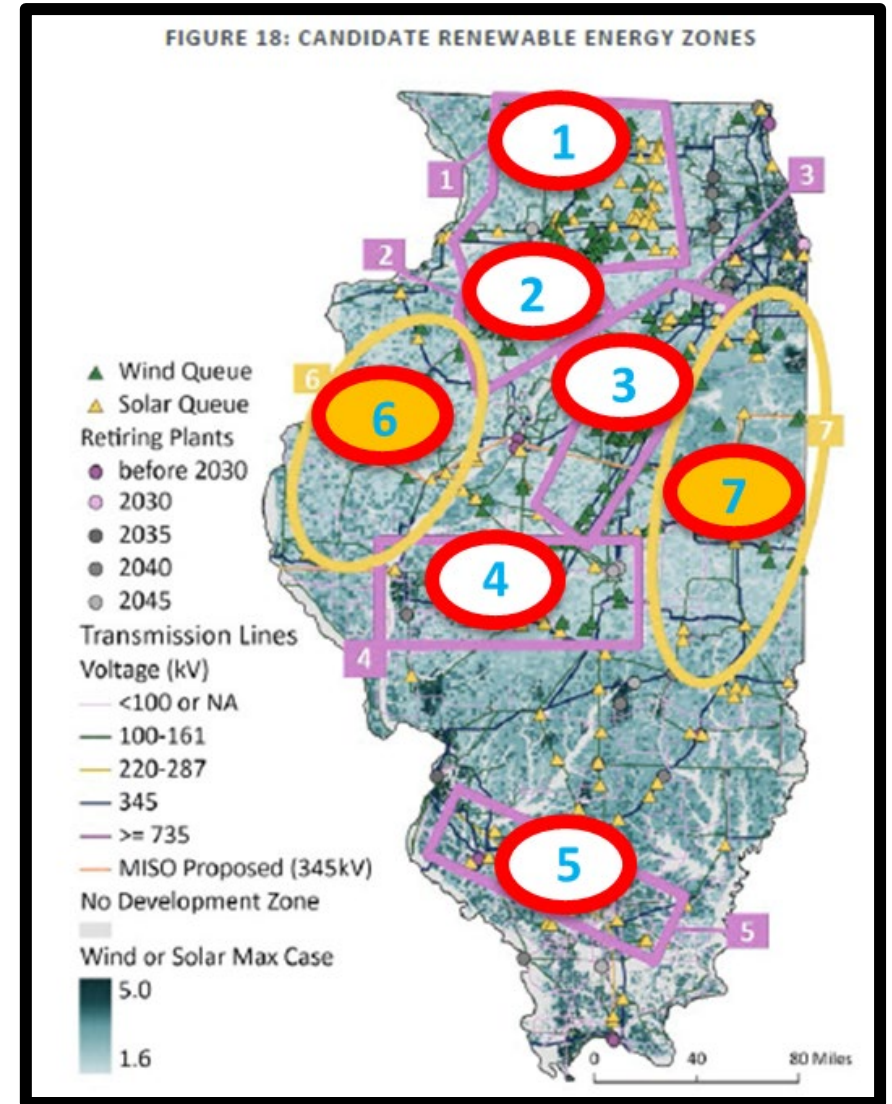 FIGURE 18: CANDIDATE RENEWABLE ENERGY ZONES
1
1
3
2
2
Wind Queue
6
3
Solar Queue
6
7
Retiring Plants
before 2030
7
2030
2035
2040
4
2045
Transmission Lines
4
Voltage (kV)
<100 or NA
100-161
220-287
345
>= 735
MISO Proposed (345kV)
5
No Development Zone
5
Wind or Solar Max Case
5.0
1.6
0 40 80 Miles